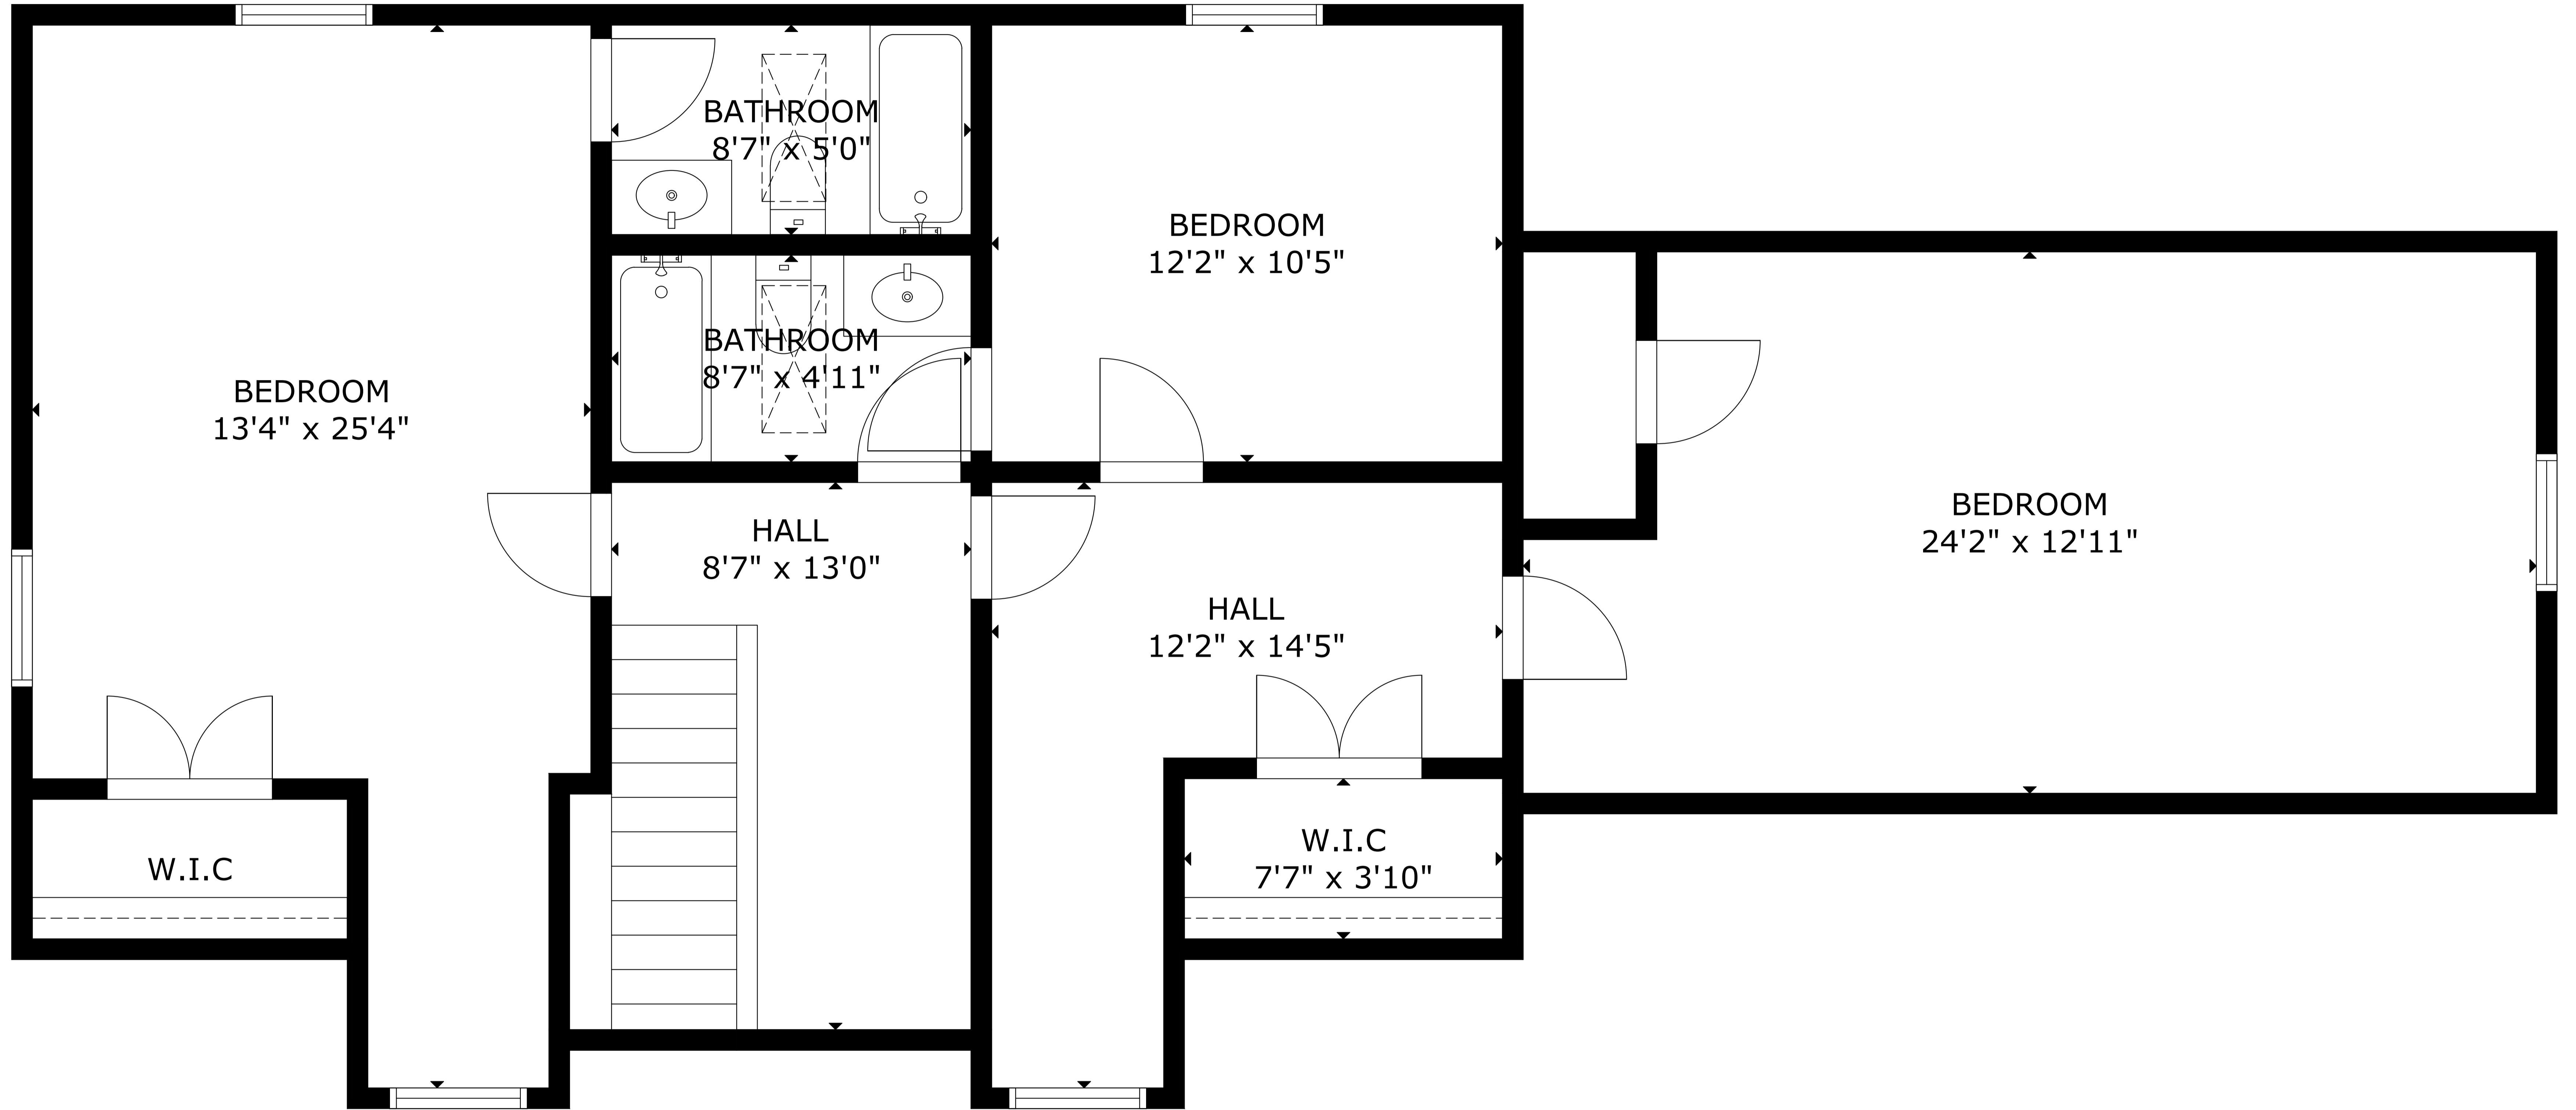 BATHROOM
8'7" x 5'0"
BEDROOM
12'2" x 10'5"
BATHROOM
8'7" x 4'11"
BEDROOM
13'4" x 25'4"
BEDROOM
24'2" x 12'11"
HALL
8'7" x 13'0"
HALL
12'2" x 14'5"
W.I.C
7'7" x 3'10"
W.I.C